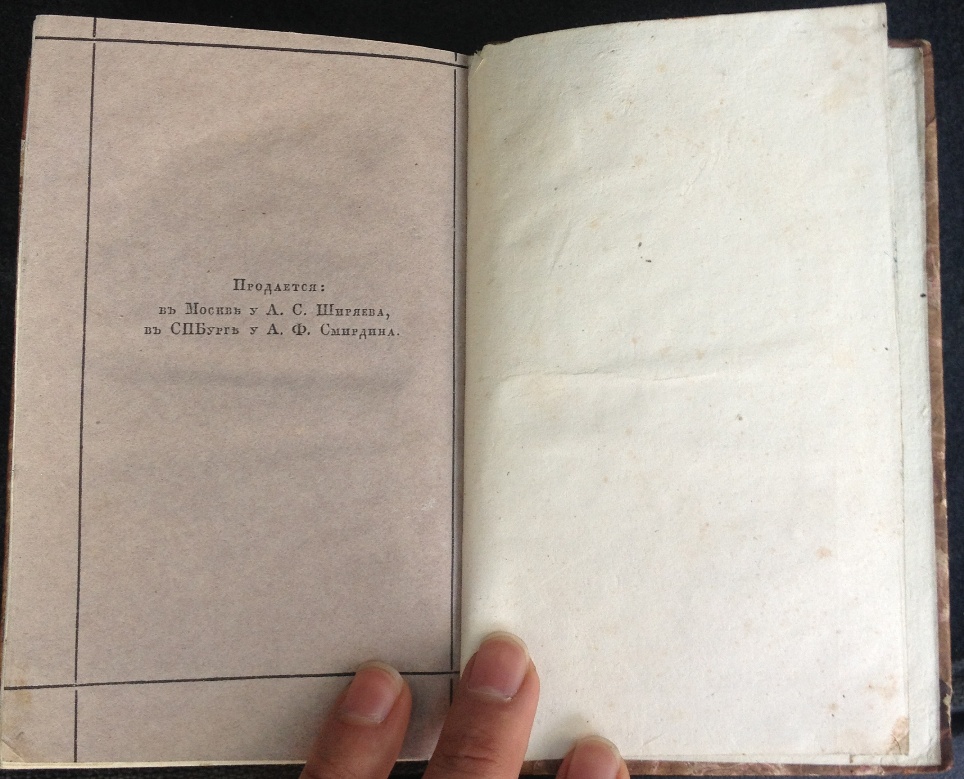 Продается:
въ Москвѣ у А. С. Ширяева,
въ СПБургѣ у А. Ф. Смирдина.